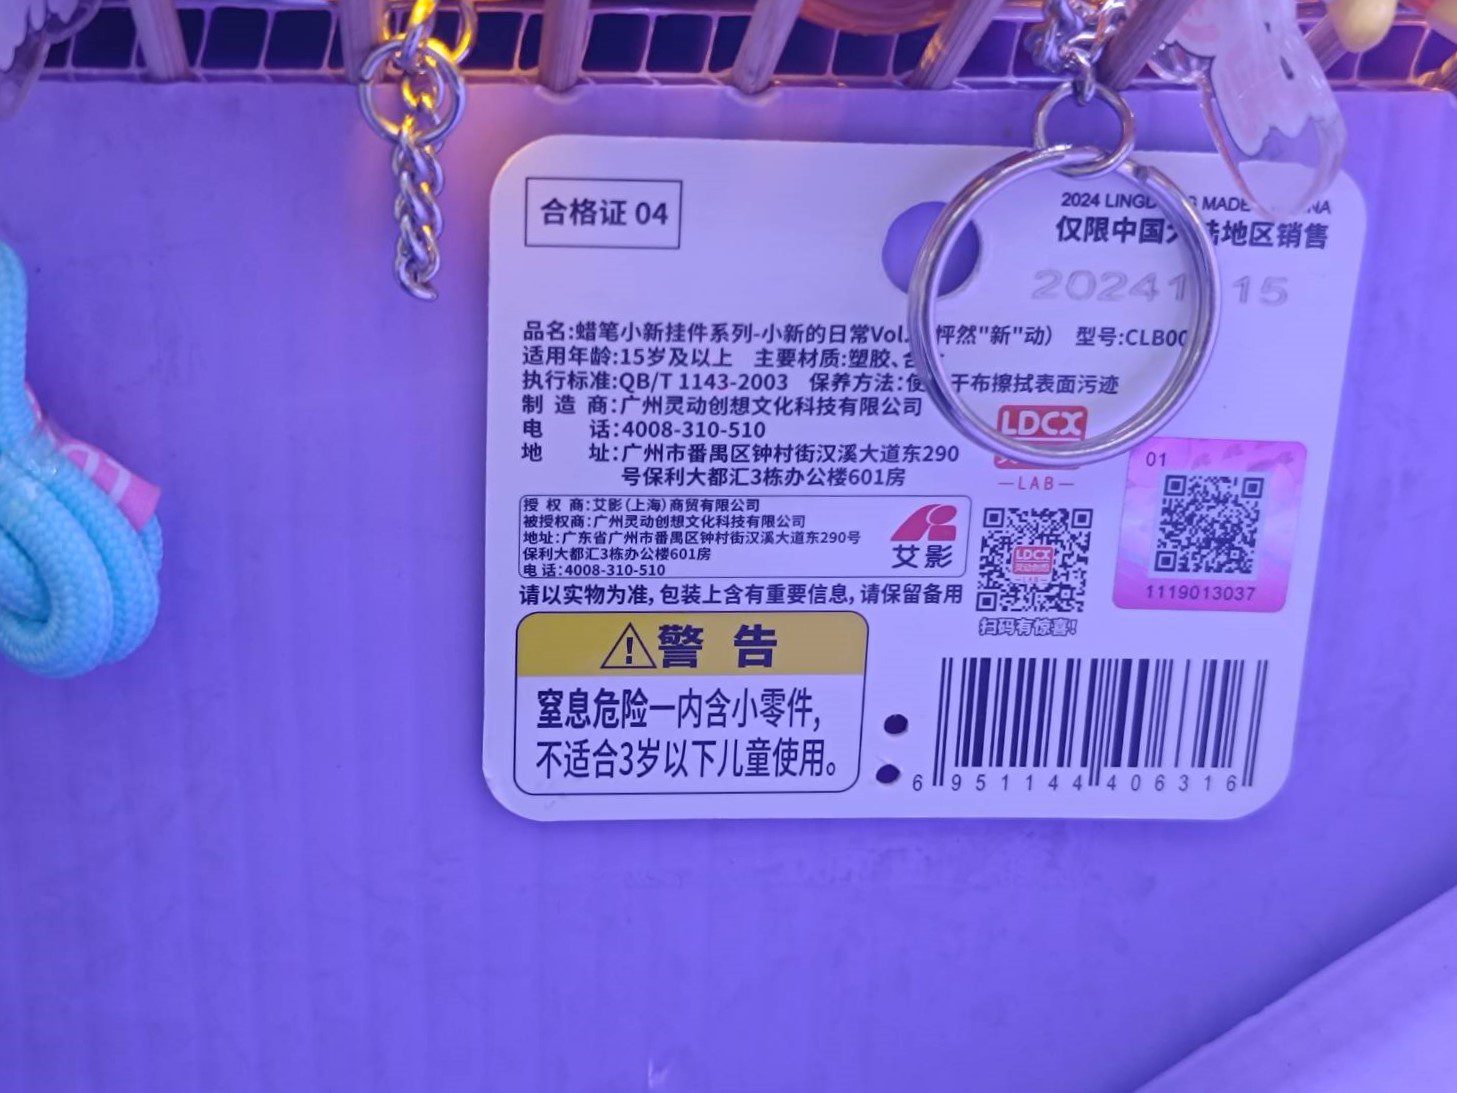 合格证 04
2024 LINGD
G MADE
NA
仅限中国
陆地区销售
20241
15
品名:蜡笔小新挂件系列-小新的日常Vol.
怦然"新"动) 型号:CLB00
适用年龄:15岁及以上 主要材质:塑胶、
执行标准:QB/T 1143-2003 保养方法:使
干布擦拭表面污迹
制 造 商:广州灵动创想文化科技有限公司
电 话:4008-310-510
地 址:广州市番禺区钟村街汉溪大道东290
号保利大都汇3栋办公楼601房
LDCX
—LAB—
授 权 商:艾影(上海)商贸有限公司
被授权商:广州灵动创想文化科技有限公司
地址:广东省广州市番禺区钟村街汉溪大道东290号
保利大都汇3栋办公楼601房
电 话:4008-310-510
艾影
请以实物为准,包装上含有重要信息,请保留备用
LDCX
灵动创想
扫码有惊喜!
01
1119013037
警 告
窒息危险—内含小零件,
不适合3岁以下儿童使用。
6 951144 406316